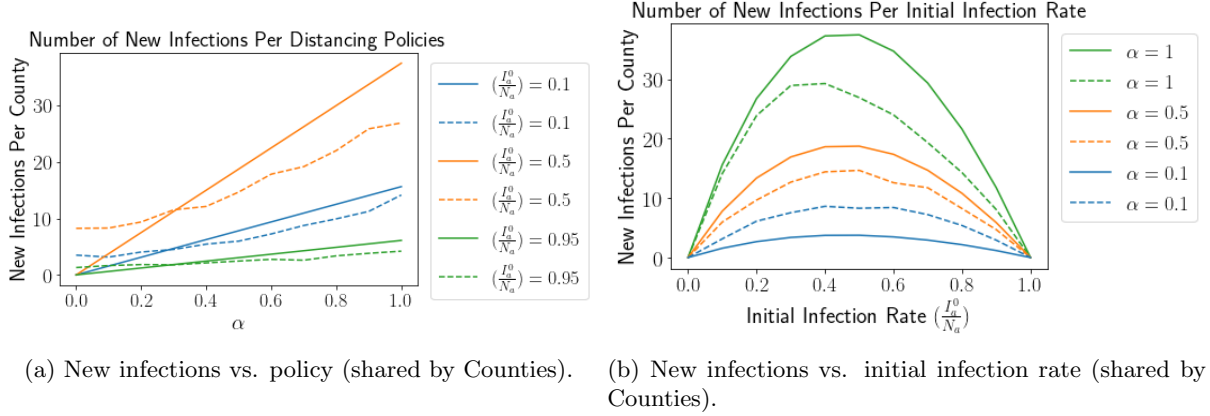 Number of New Infections Per Distancing Policies
New Infections Per County
0
10
20
30
0.0 0.2 0.4 0.6 0.8 1.0
α
(I_a^0/N_a) = 0.1
(I_a^0/N_a) = 0.1
(I_a^0/N_a) = 0.5
(I_a^0/N_a) = 0.5
(I_a^0/N_a) = 0.95
(I_a^0/N_a) = 0.95
(a) New infections vs. policy (shared by Counties).
Number of New Infections Per Initial Infection Rate
New Infections Per County
0
10
20
30
0.0 0.2 0.4 0.6 0.8 1.0
Initial Infection Rate (I_a^0/N_a)
α = 1
α = 1
α = 0.5
α = 0.5
α = 0.1
α = 0.1
(b) New infections vs. initial infection rate (shared by
Counties).